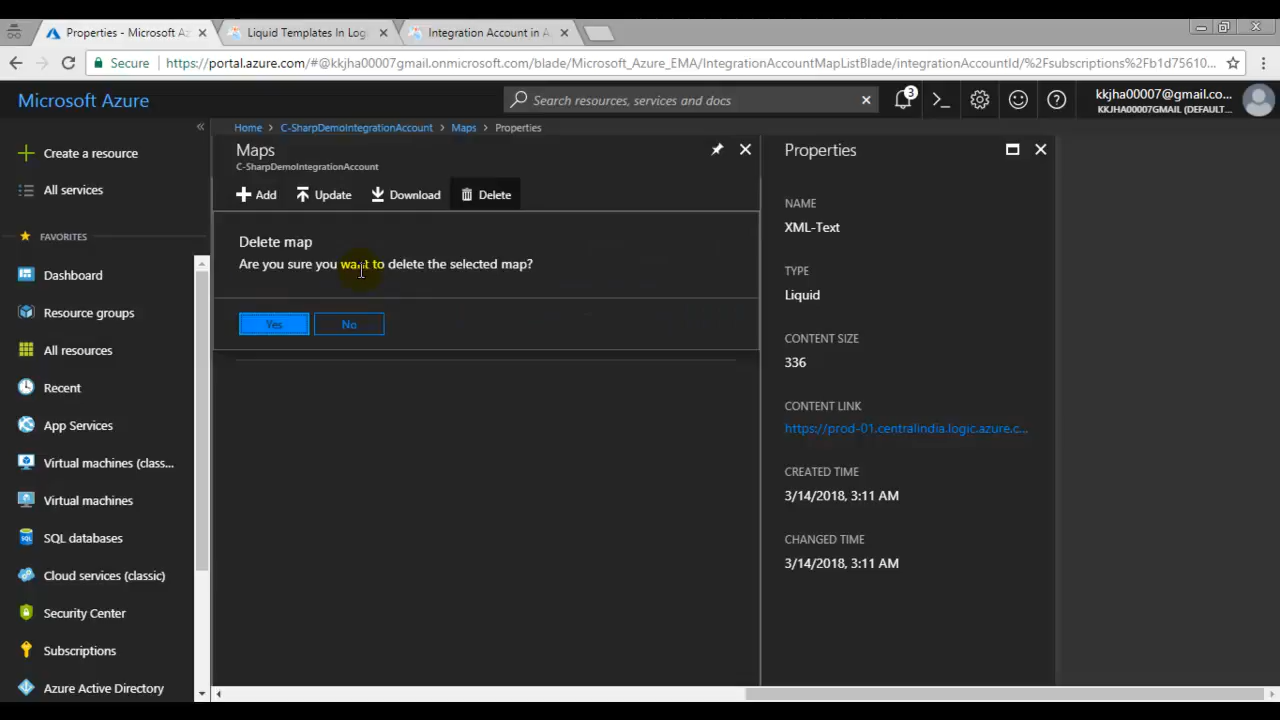 Properties - Microsoft Az
Liquid Templates In Logi
Integration Account in A
Secure
https://portal.azure.com/#@kkjha00007gmail.onmicrosoft.com/blade/Microsoft_Azure_EMA/IntegrationAccountMapListBlade/integrationAccountId/%2Fsubscriptions%2Fb1d75610...
Microsoft Azure
Search resources, services and docs
3
kkjha00007@gmail.co...
KKJHA00007GMAIL (DEFAULT...
Home > C-SharpDemoIntegrationAccount > Maps > Properties
Create a resource
All services
FAVORITES
Dashboard
Resource groups
All resources
Recent
App Services
Virtual machines (class...
Virtual machines
SQL databases
Cloud services (classic)
Security Center
Subscriptions
Azure Active Directory
Maps
C-SharpDemoIntegrationAccount
Add
Update
Download
Delete
Delete map
Are you sure you want to delete the selected map?
Yes
No
Properties
NAME
XML-Text
TYPE
Liquid
CONTENT SIZE
336
CONTENT LINK
https://prod-01.centralindia.logic.azure.c...
CREATED TIME
3/14/2018, 3:11 AM
CHANGED TIME
3/14/2018, 3:11 AM